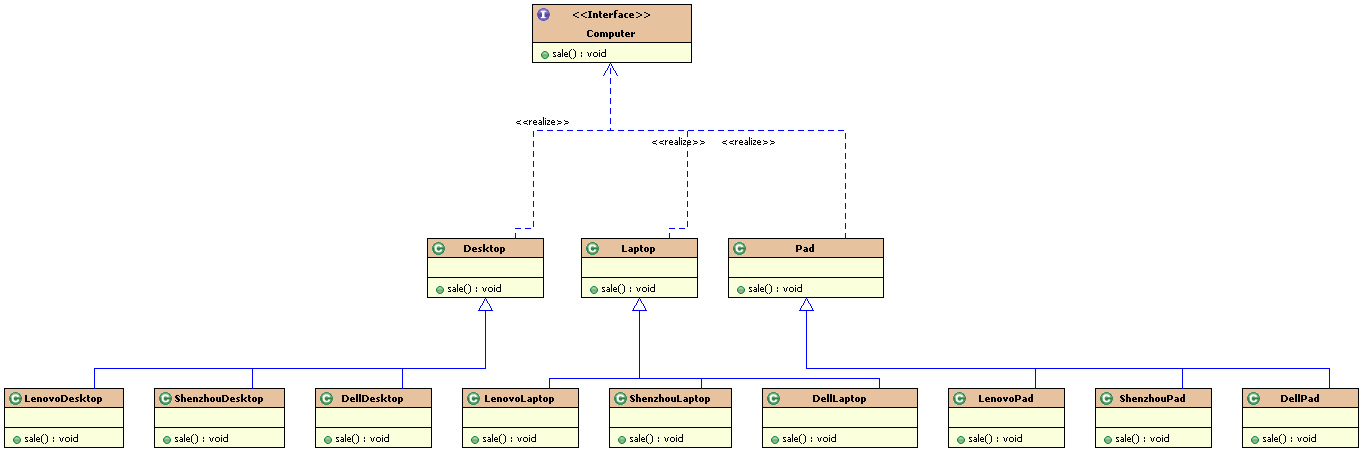 <<Interface>>
Computer
sale() : void
<<realize>>
<<realize>> <<realize>>
Desktop Laptop Pad
sale() : void sale() : void sale() : void
LenovoDesktop ShenzhouDesktop DellDesktop LenovoLaptop ShenzhouLaptop DellLaptop LenovoPad ShenzhouPad DellPad
sale() : void sale() : void sale() : void sale() : void sale() : void sale() : void sale() : void sale() : void sale() : void